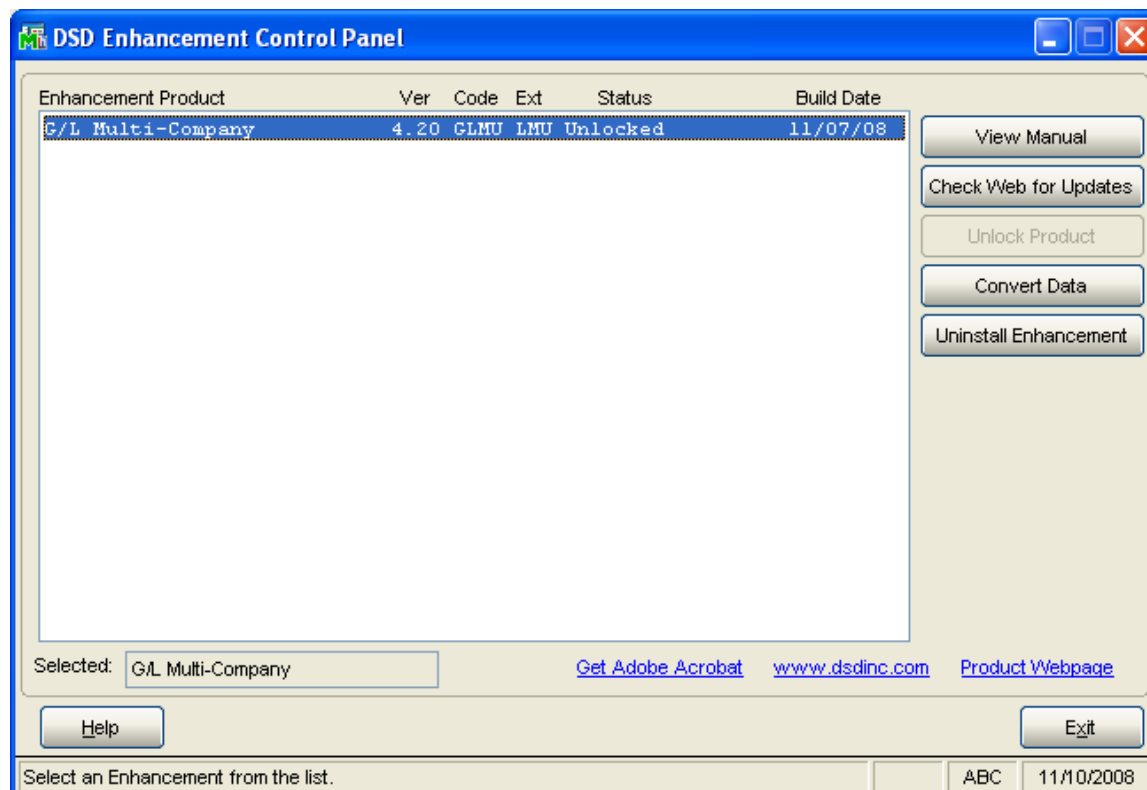 DSD Enhancement Control Panel
Enhancement Product Ver Code Ext Status Build Date
G/L Multi-Company 4.20 GLMU LMU Unlocked 11/07/08
View Manual
Check Web for Updates
Unlock Product
Convert Data
Uninstall Enhancement
Selected: G/L Multi-Company Get Adobe Acrobat www.dsdinc.com Product Webpage
Help Exit
Select an Enhancement from the list. ABC 11/10/2008